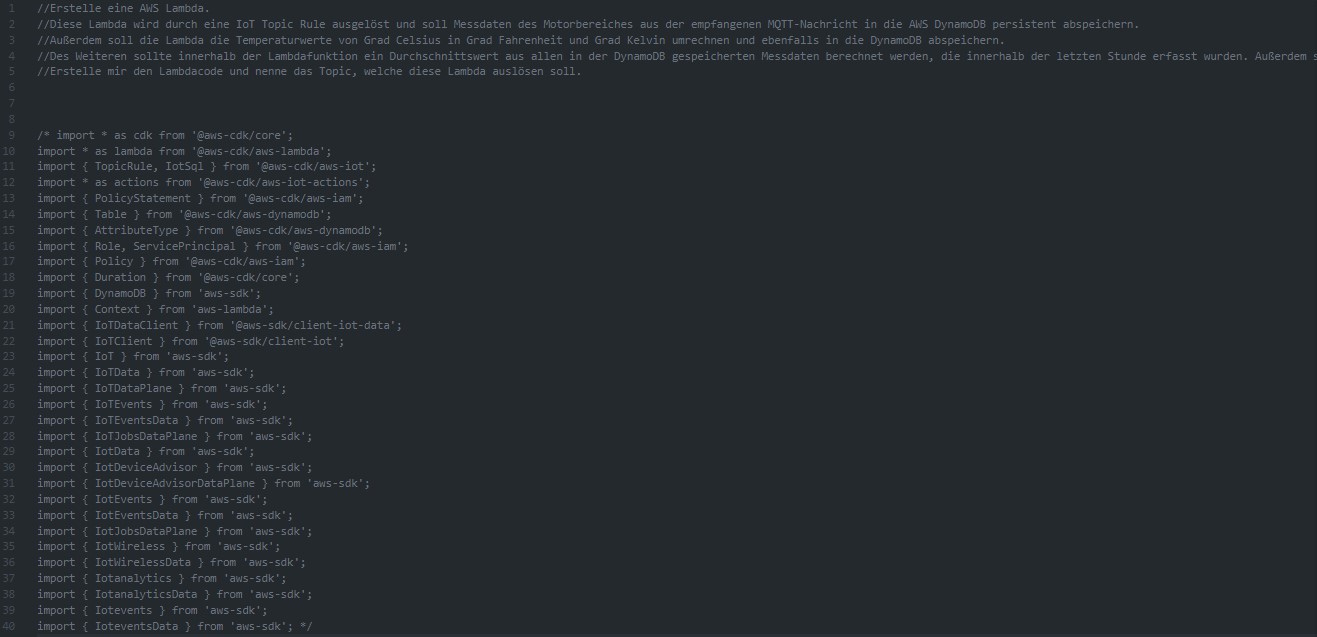 1 //Erstelle eine AWS Lambda.
2 //Diese Lambda wird durch eine IoT Topic Rule ausgelöst und soll Messdaten des Motorbereiches aus der empfangenen MQTT-Nachricht in die AWS DynamoDB persistent abspeichern.
3 //Außerdem soll die Lambda die Temperaturwerte von Grad Celsius in Grad Fahrenheit und Grad Kelvin umrechnen und ebenfalls in die DynamoDB abspeichern.
4 //Des Weiteren sollte innerhalb der Lambdafunktion ein Durchschnittswert aus allen in der DynamoDB gespeicherten Messdaten berechnet werden, die innerhalb der letzten Stunde erfasst wurden. Außerdem s
5 //Erstelle mir den Lambdacode und nenne das Topic, welche diese Lambda auslösen soll.
6
7
8
9 /* import * as cdk from '@aws-cdk/core';
10 import * as lambda from '@aws-cdk/aws-lambda';
11 import { TopicRule, IotSql } from '@aws-cdk/aws-iot';
12 import * as actions from '@aws-cdk/aws-iot-actions';
13 import { PolicyStatement } from '@aws-cdk/aws-iam';
14 import { Table } from '@aws-cdk/aws-dynamodb';
15 import { AttributeType } from '@aws-cdk/aws-dynamodb';
16 import { Role, ServicePrincipal } from '@aws-cdk/aws-iam';
17 import { Policy } from '@aws-cdk/aws-iam';
18 import { Duration } from '@aws-cdk/core';
19 import { DynamoDB } from 'aws-sdk';
20 import { Context } from 'aws-lambda';
21 import { IoTDataClient } from '@aws-sdk/client-iot-data';
22 import { IoTClient } from '@aws-sdk/client-iot';
23 import { IoT } from 'aws-sdk';
24 import { IoTData } from 'aws-sdk';
25 import { IoTDataPlane } from 'aws-sdk';
26 import { IoTEvents } from 'aws-sdk';
27 import { IoTEventsData } from 'aws-sdk';
28 import { IoTJobsDataPlane } from 'aws-sdk';
29 import { IotData } from 'aws-sdk';
30 import { IotDeviceAdvisor } from 'aws-sdk';
31 import { IotDeviceAdvisorDataPlane } from 'aws-sdk';
32 import { IotEvents } from 'aws-sdk';
33 import { IotEventsData } from 'aws-sdk';
34 import { IotJobsDataPlane } from 'aws-sdk';
35 import { IotWireless } from 'aws-sdk';
36 import { IotWirelessData } from 'aws-sdk';
37 import { Iotanalytics } from 'aws-sdk';
38 import { IotanalyticsData } from 'aws-sdk';
39 import { Iotevents } from 'aws-sdk';
40 import { IoteventsData } from 'aws-sdk'; */